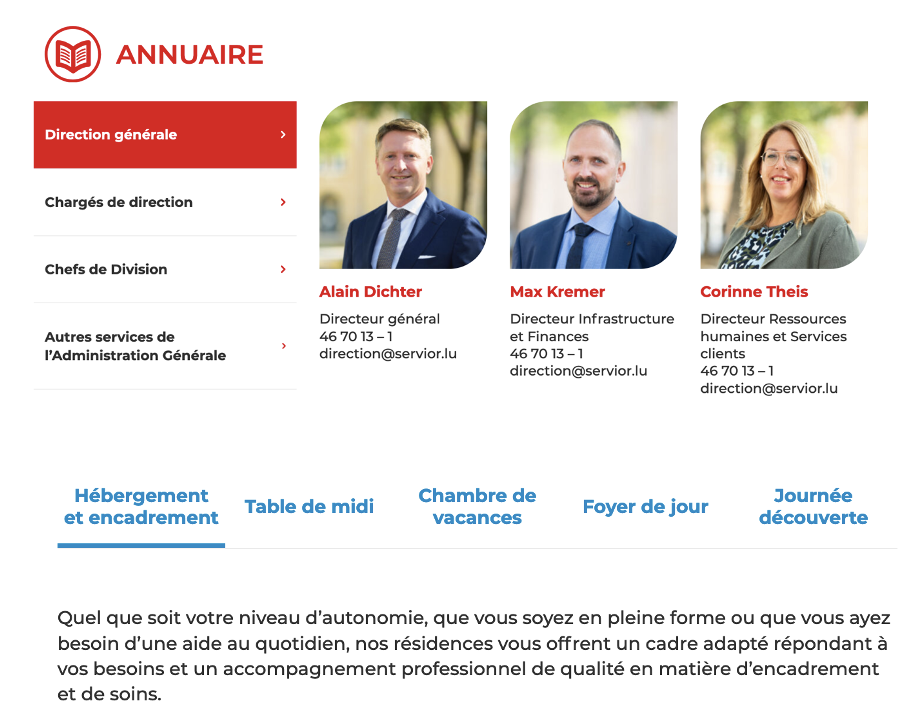 ANNUAIRE
Direction générale
Chargés de direction
Chefs de Division
Autres services de
l’Administration Générale
Alain Dichter
Directeur général
46 70 13 – 1
direction@servior.lu
Max Kremer
Directeur Infrastructure
et Finances
46 70 13 – 1
direction@servior.lu
Corinne Theis
Directeur Ressources
humaines et Services
clients
46 70 13 – 1
direction@servior.lu
Hébergement
et encadrement
Table de midi
Chambre de
vacances
Foyer de jour
Journée
découverte
Quel que soit votre niveau d’autonomie, que vous soyez en pleine forme ou que vous ayez
besoin d’une aide au quotidien, nos résidences vous offrent un cadre adapté répondant à
vos besoins et un accompagnement professionnel de qualité en matière d’encadrement
et de soins.